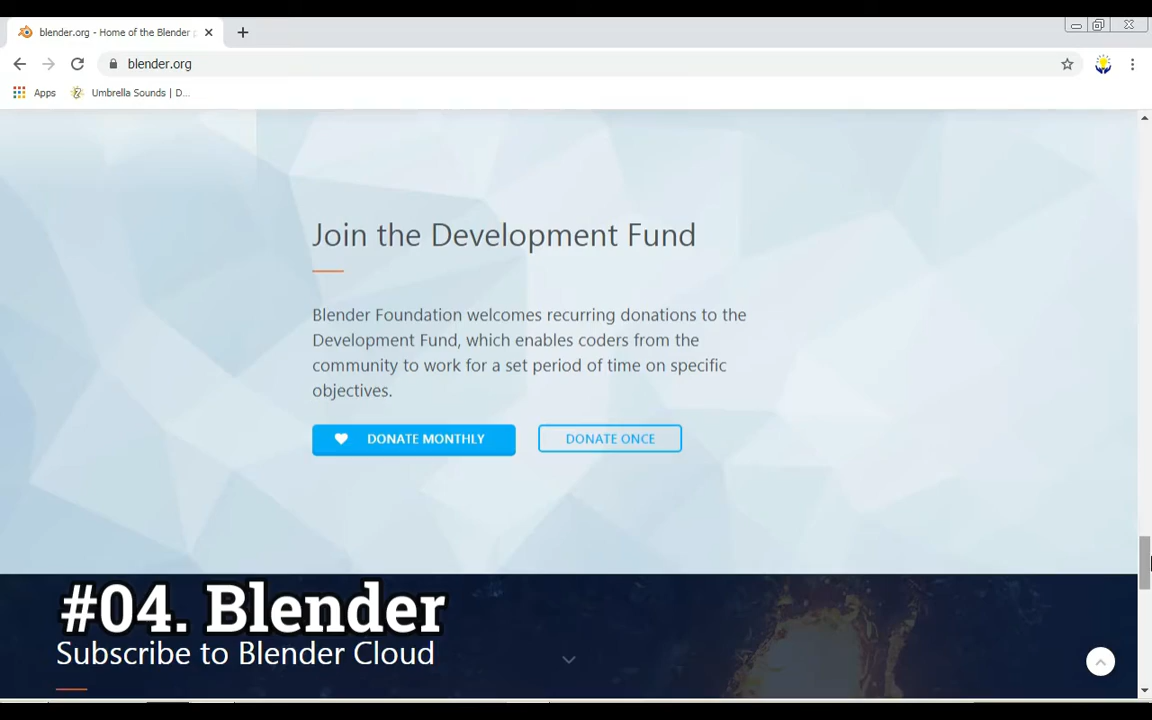 blender.org - Home of the Blender
blender.org
Apps
Umbrella Sounds | D...
Join the Development Fund
Blender Foundation welcomes recurring donations to the
Development Fund, which enables coders from the
community to work for a set period of time on specific
objectives.
DONATE MONTHLY
DONATE ONCE
#04. Blender
Subscribe to Blender Cloud